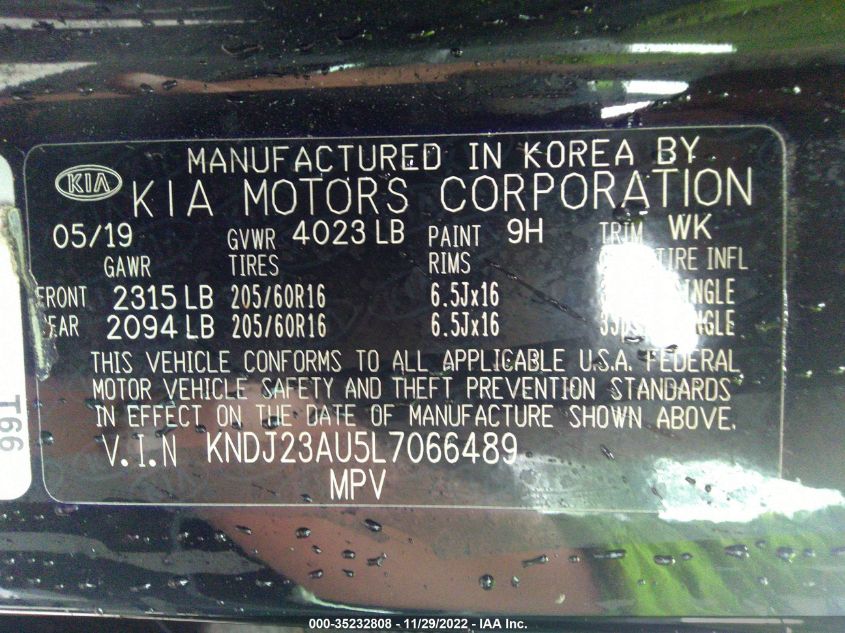 MANUFACTURED IN KOREA BY
KIA KIA MOTORS CORPORATION
05/19 GVWR 4023 LB PAINT 9H TRIM WK
GAWR TIRES RIMS TIRE INFL
FRONT 2315 LB 205/60R16 6.5Jx16
2094 LB 205/60R16 6.5Jx16
THIS VEHICLE CONFORMS TO ALL APPLICABLE U.S.A. FEDERAL
MOTOR VEHICLE SAFETY AND THEFT PREVENTION STANDARDS
IN EFFECT ON THE DATE OF MANUFACTURE SHOWN ABOVE.
V.I.N KNDJ23AU5L7066489
MPV
000-35232808 - 11/29/2022 - IAA Inc.